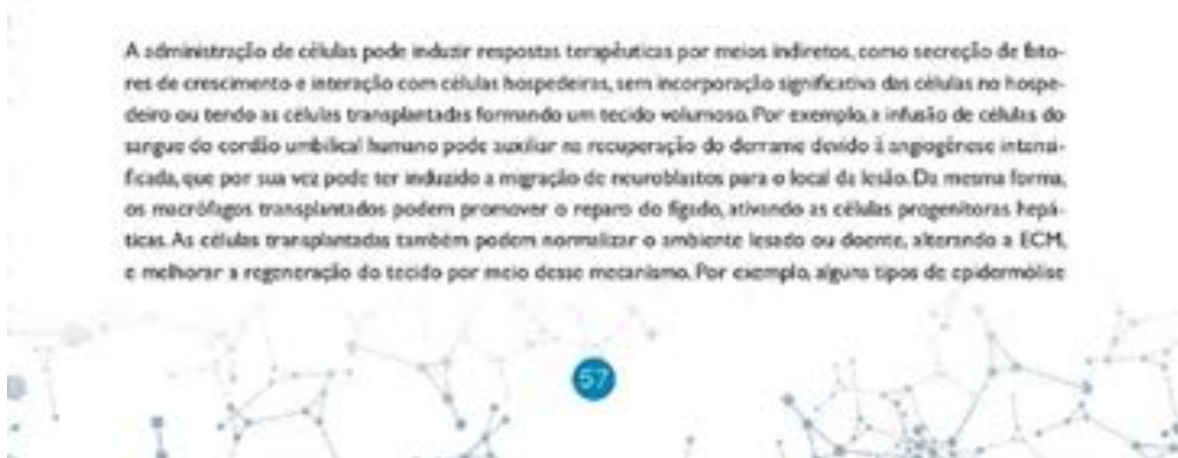 A administração de células pode induzir respostas terapêuticas por meios indiretos, como secreção de fato-
res de crescimento e interação com células hospedeiras, sem incorporação significativa das células no hospe-
deiro ou tendo as células transplantadas formando um tecido volumoso. Por exemplo, a infusão de células do
sangue do cordão umbilical humano pode auxiliar na recuperação do derrame devido à angiogênese intensi-
ficada, que por sua vez pode ter induzido a migração de neuroblastos para o local da lesão. Da mesma forma,
os macrófagos transplantados podem promover o reparo do fígado, ativando as células progenitoras hepá-
ticas. As células transplantadas também podem normalizar o ambiente lesado ou doente, alterando a ECM,
e melhorar a regeneração do tecido por meio desse mecanismo. Por exemplo, alguns tipos de epidermólise
57